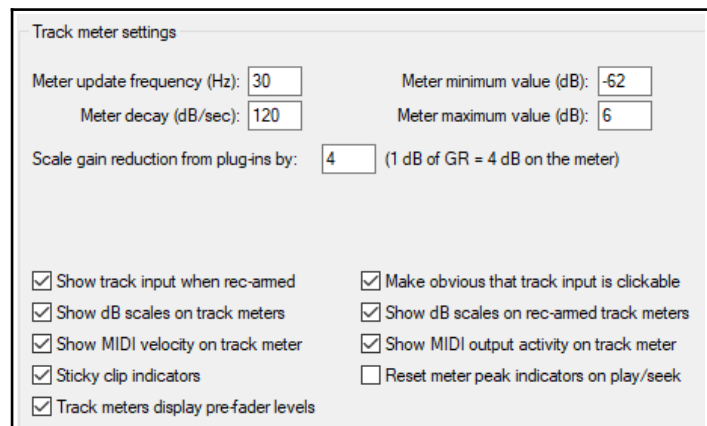 Track meter settings
Meter update frequency (Hz): 30 Meter minimum value (dB): -62
Meter decay (dB/sec): 120 Meter maximum value (dB): 6
Scale gain reduction from plug-ins by: 4 (1 dB of GR = 4 dB on the meter)
Show track input when rec-armed Make obvious that track input is clickable
Show dB scales on track meters Show dB scales on rec-armed track meters
Show MIDI velocity on track meter Show MIDI output activity on track meter
Sticky clip indicators Reset meter peak indicators on play/seek
Track meters display pre-fader levels